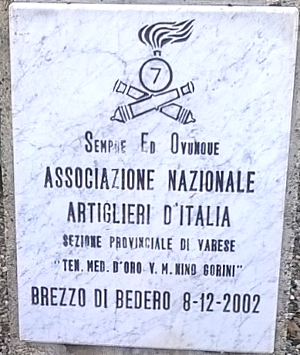 7
SEMPRE ED OVUNQUE
ASSOCIAZIONE NAZIONALE
ARTIGLIERI D'ITALIA
SEZIONE PROVINCIALE DI VARESE
"TEN. MED. D'ORO V. M. NINO GORINI"
BREZZO DI BEDERO 8-12-2002